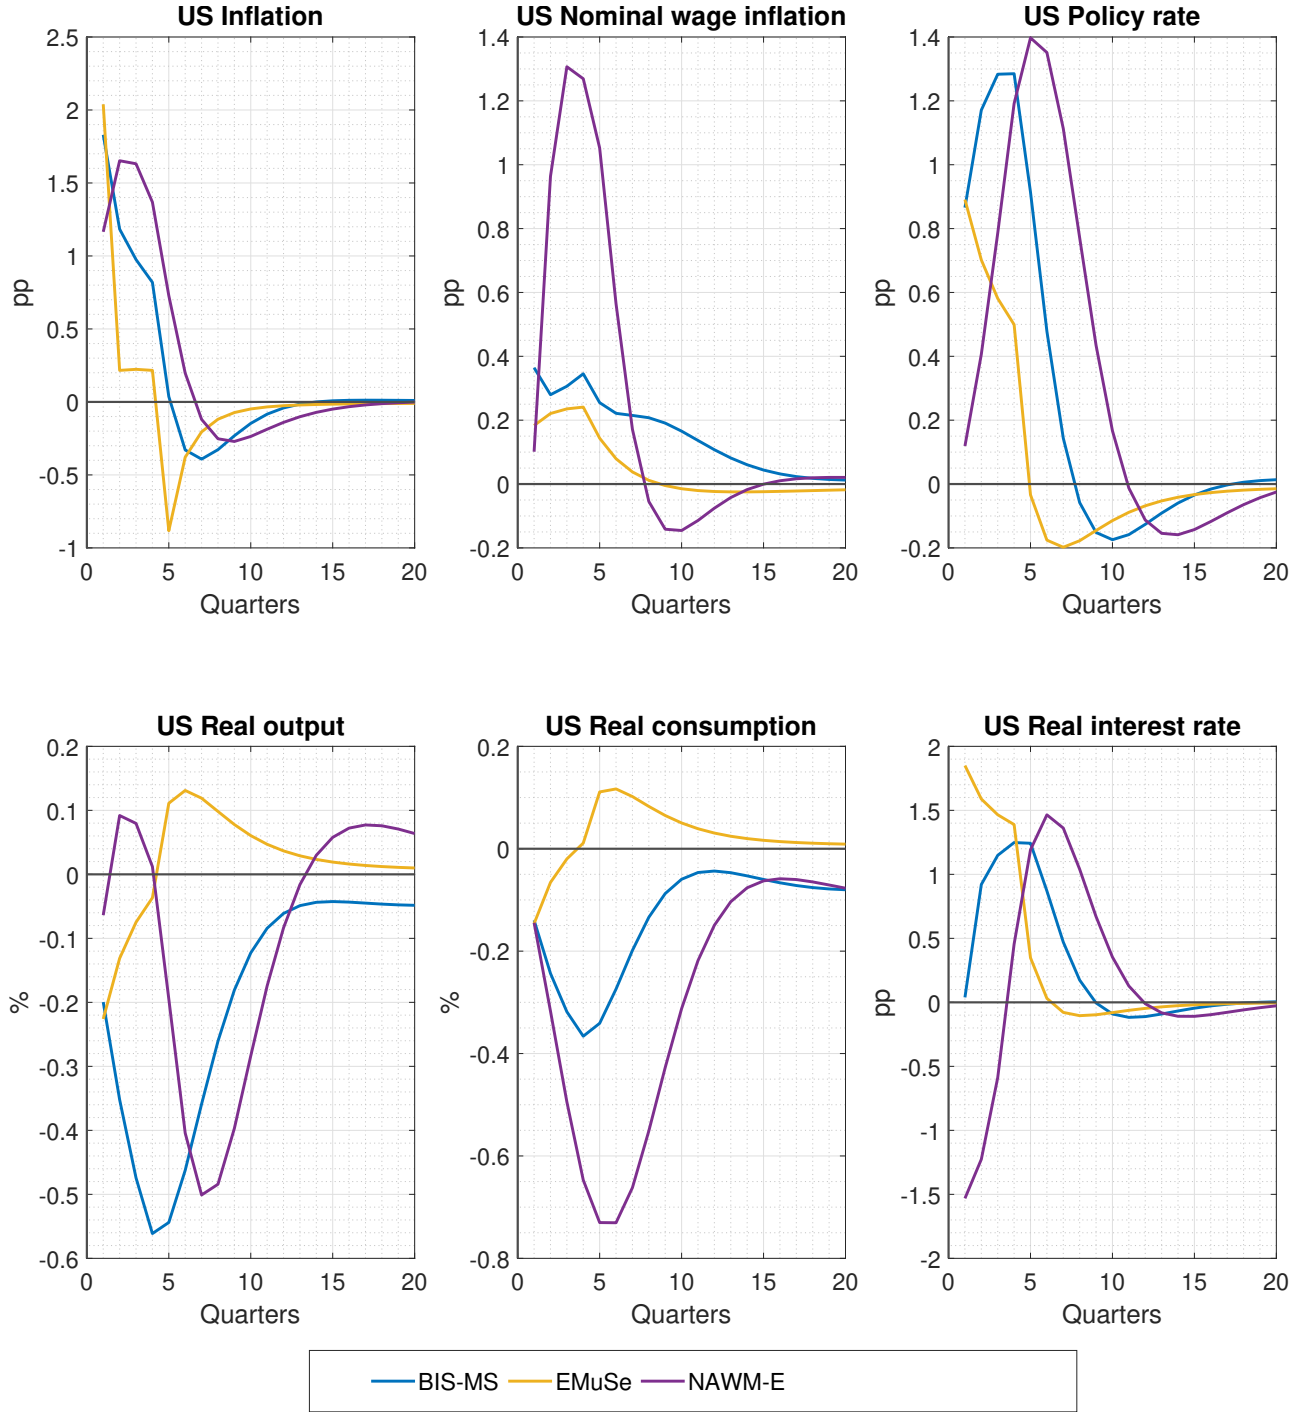 US Inflation
US Nominal wage inflation
US Policy rate
2.5
2
1.5
1
0.5
0
-0.5
-1
pp
0 5 10 15 20
Quarters
1.4
1.2
1
0.8
0.6
0.4
0.2
0
-0.2
pp
0 5 10 15 20
Quarters
1.4
1.2
1
0.8
0.6
0.4
0.2
0
-0.2
pp
0 5 10 15 20
Quarters
US Real output
US Real consumption
US Real interest rate
0.2
0.1
0
-0.1
-0.2
-0.3
-0.4
-0.5
-0.6
%
0 5 10 15 20
Quarters
0.2
0
-0.2
-0.4
-0.6
-0.8
%
0 5 10 15 20
Quarters
2
1.5
1
0.5
0
-0.5
-1
-1.5
-2
pp
0 5 10 15 20
Quarters
BIS-MS EMuSe NAWM-E